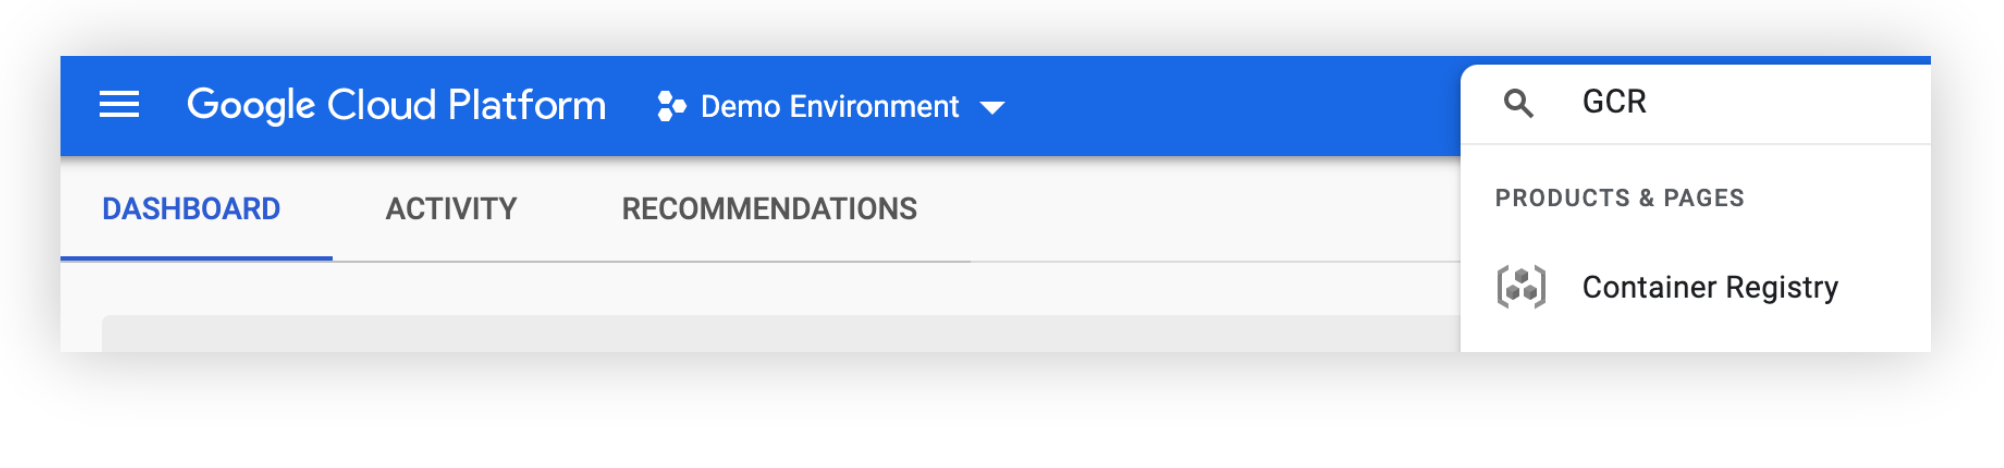 Google Cloud Platform
Demo Environment
GCR
DASHBOARD
ACTIVITY
RECOMMENDATIONS
PRODUCTS & PAGES
Container Registry